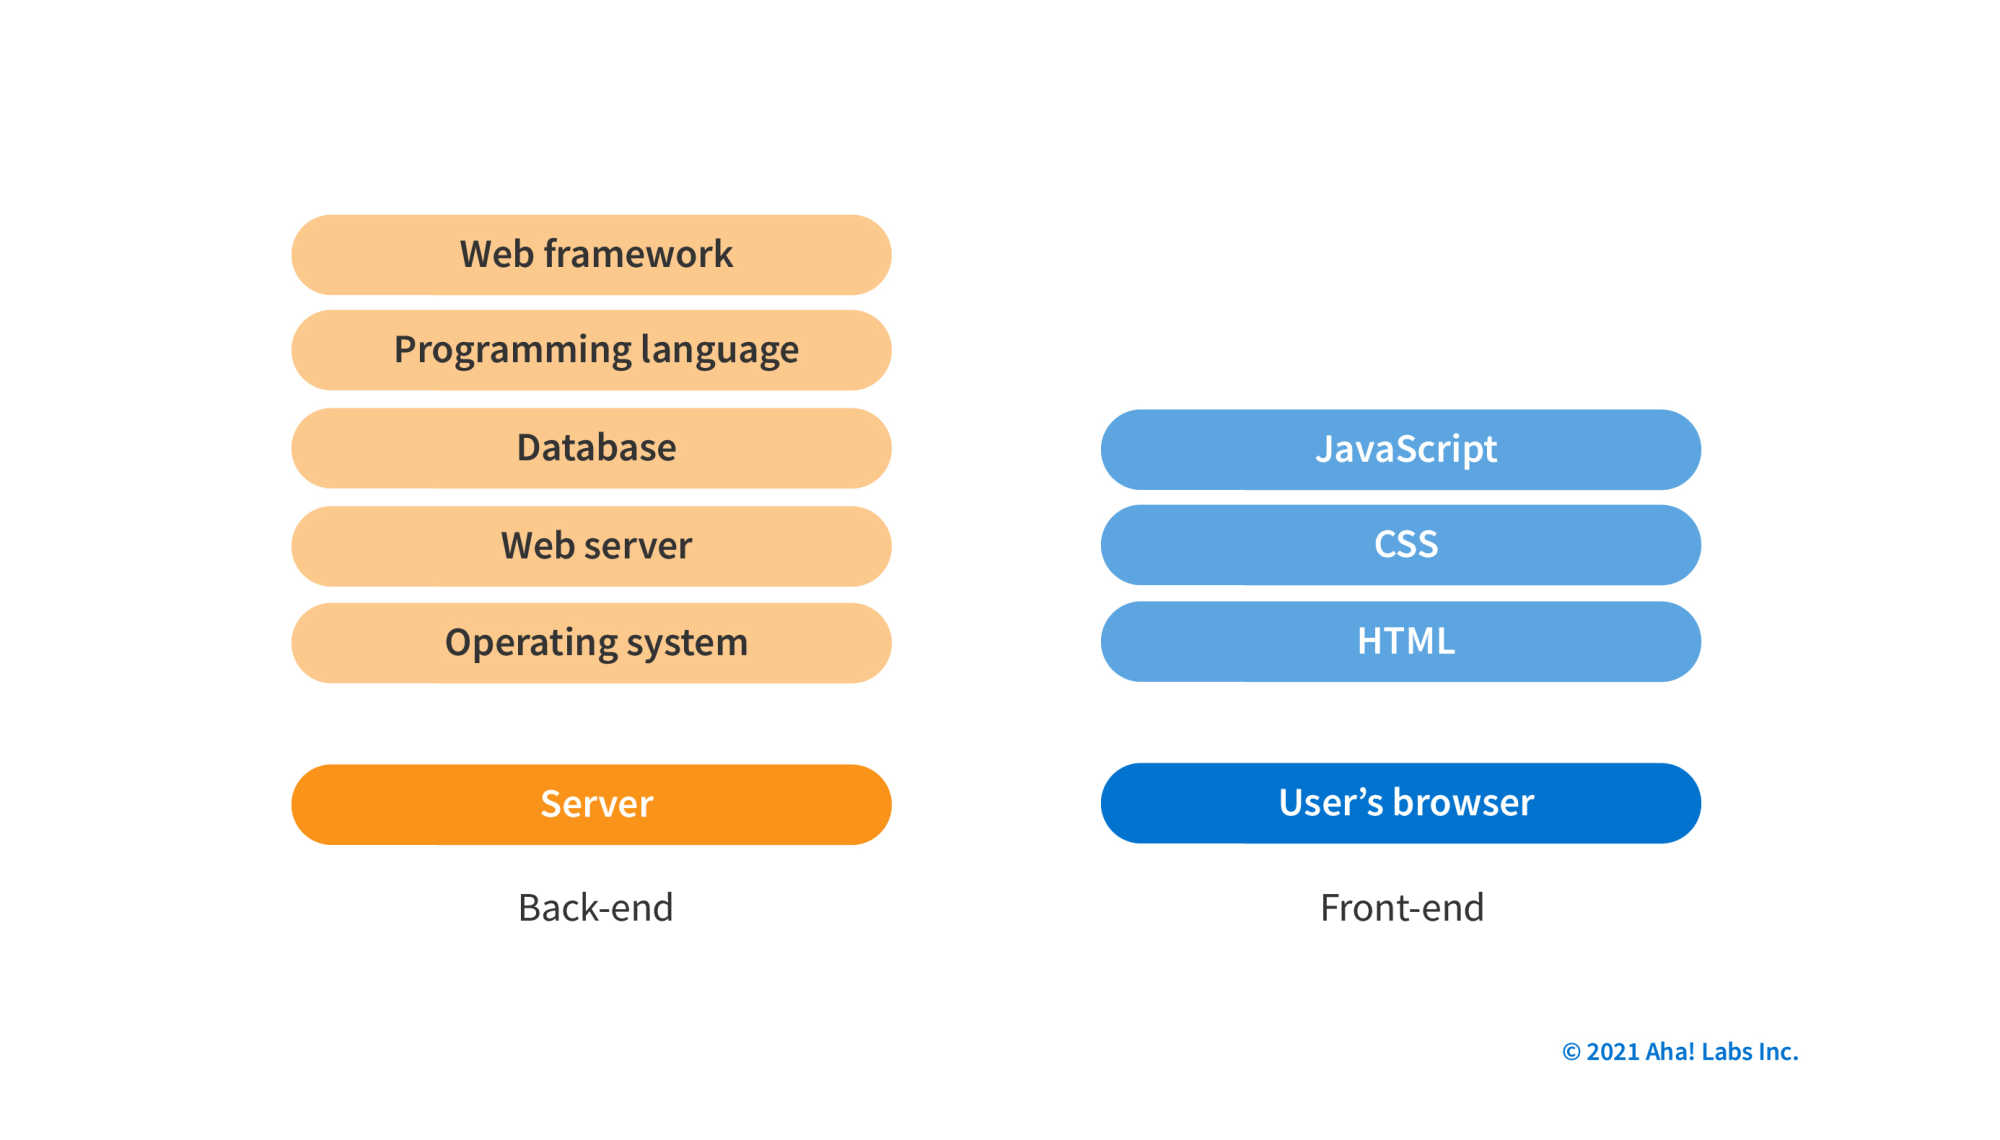 Web framework
Programming language
Database
Web server
Operating system
Server
Back-end
JavaScript
CSS
HTML
User’s browser
Front-end
© 2021 Aha! Labs Inc.